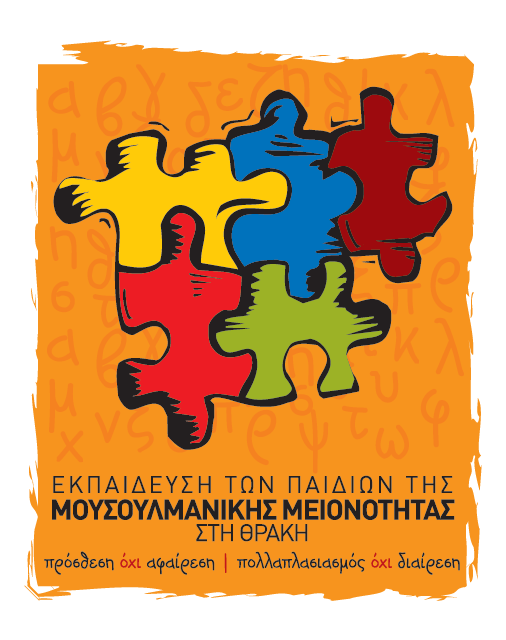 ΕΚΠΑΙΔΕΥΣΗ ΤΩΝ ΠΑΙΔΙΩΝ ΤΗΣ
ΜΟΥΣΟΥΛΜΑΝΙΚΗΣ ΜΕΙΟΝΟΤΗΤΑΣ
ΣΤΗ ΘΡΑΚΗ
πρόσθεση όχι αφαίρεση | πολλαπλασιασμός όχι διαίρεση